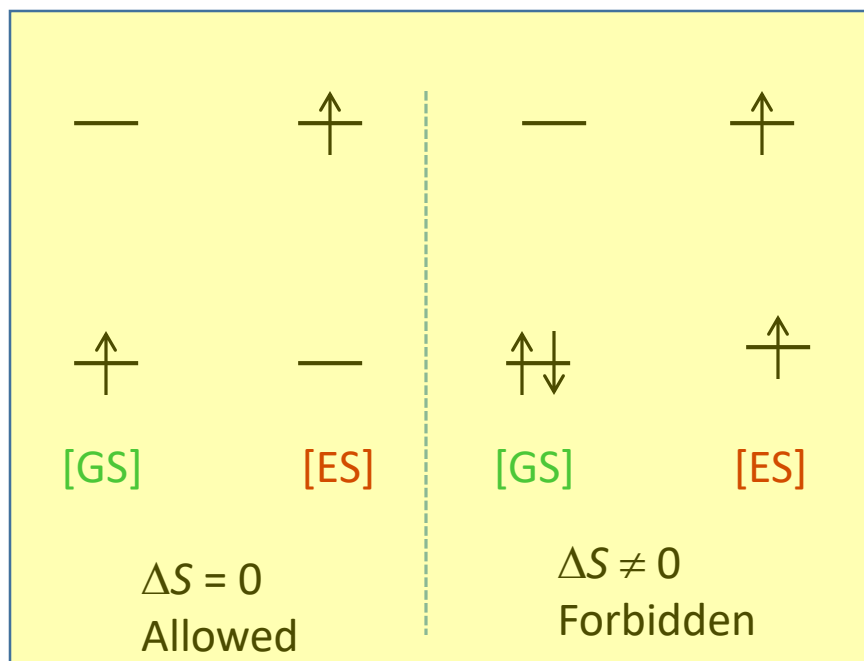 [GS] [ES] [GS] [ES]
ΔS = 0
Allowed
ΔS ≠ 0
Forbidden